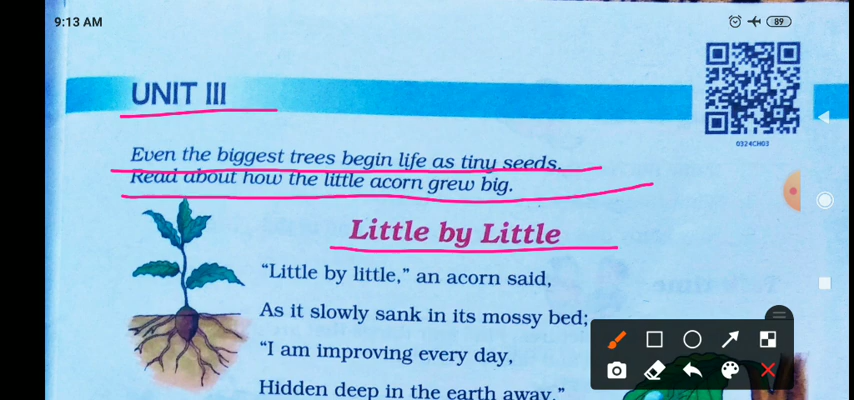 9:13 AM
89
UNIT III
0324CH03
Even the biggest trees begin life as tiny seeds.
Read about how the little acorn grew big.
Little by Little
“Little by little,” an acorn said,
As it slowly sank in its mossy bed;
“I am improving every day,
Hidden deep in the earth away.”